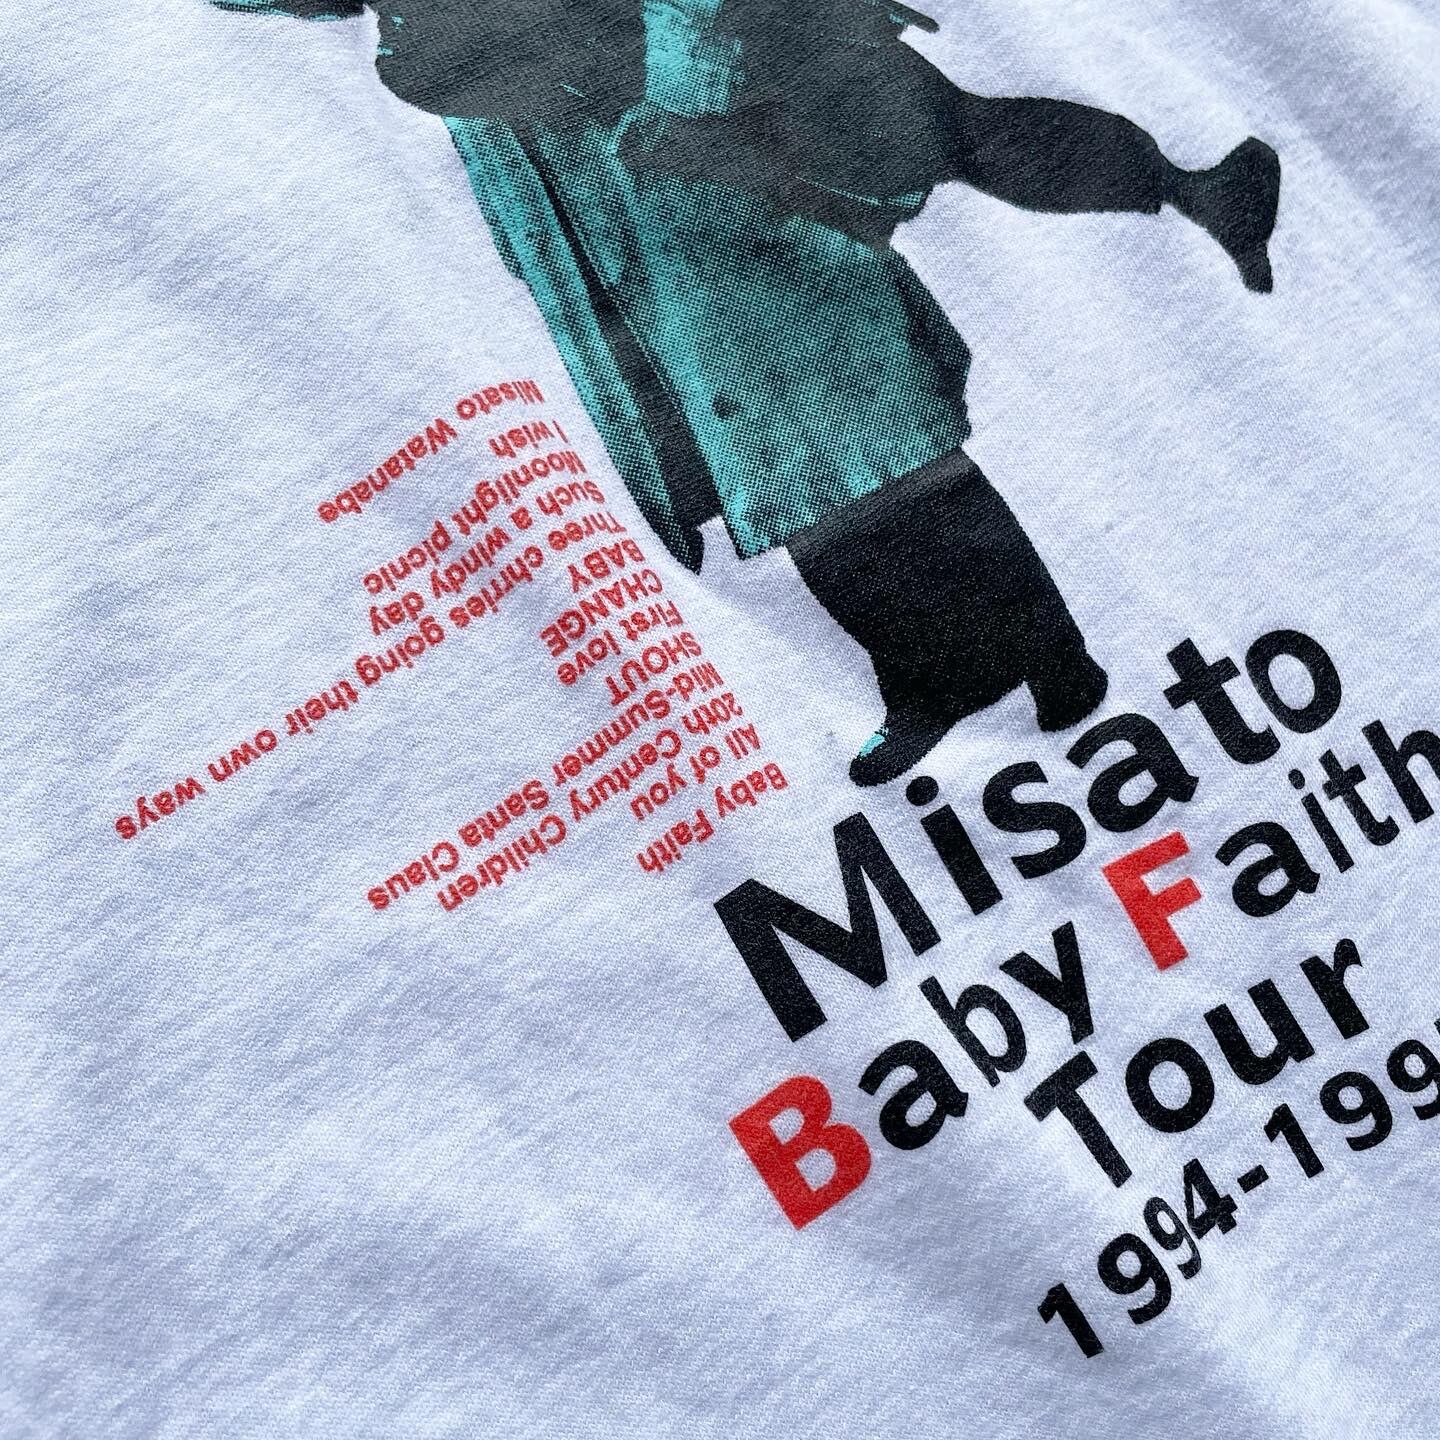 Baby Faith
All of you
20th Century Children
Mid-Summer Santa Claus
SHOUT
First love
CHANGE
BABY
Three chrries going their own ways
Such a windy day
Moonlight picnic
I wish
Misato Watanabe
Misato
Baby Faith
Tour
1994-199